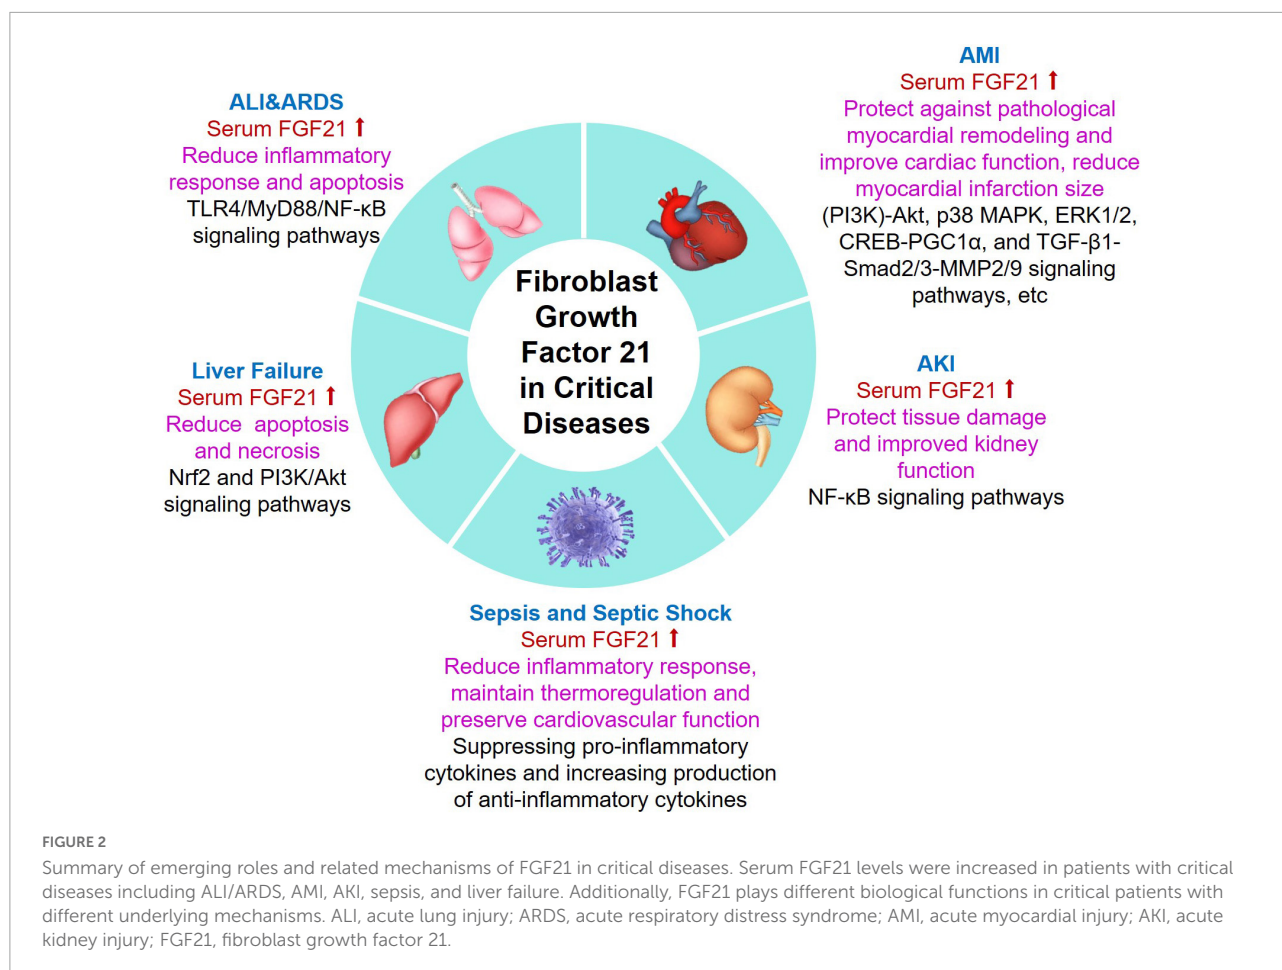 ALI&ARDS
Serum FGF21 ⬆
Reduce inflammatory
response and apoptosis
TLR4/MyD88/NF-κB
signaling pathways
AMI
Serum FGF21 ⬆
Protect against pathological
myocardial remodeling and
improve cardiac function, reduce
myocardial infarction size
(PI3K)-Akt, p38 MAPK, ERK1/2,
CREB-PGC1α, and TGF-β1-
Smad2/3-MMP2/9 signaling
pathways, etc
Fibroblast
Growth
Factor 21
in Critical
Diseases
Liver Failure
Serum FGF21 ⬆
Reduce apoptosis
and necrosis
Nrf2 and PI3K/Akt
signaling pathways
AKI
Serum FGF21 ⬆
Protect tissue damage
and improved kidney
function
NF-κB signaling pathways
Sepsis and Septic Shock
Serum FGF21 ⬆
Reduce inflammatory response,
maintain thermoregulation and
preserve cardiovascular function
Suppressing pro-inflammatory
cytokines and increasing production
of anti-inflammatory cytokines
FIGURE 2
Summary of emerging roles and related mechanisms of FGF21 in critical diseases. Serum FGF21 levels were increased in patients with critical
diseases including ALI/ARDS, AMI, AKI, sepsis, and liver failure. Additionally, FGF21 plays different biological functions in critical patients with
different underlying mechanisms. ALI, acute lung injury; ARDS, acute respiratory distress syndrome; AMI, acute myocardial injury; AKI, acute
kidney injury; FGF21, fibroblast growth factor 21.